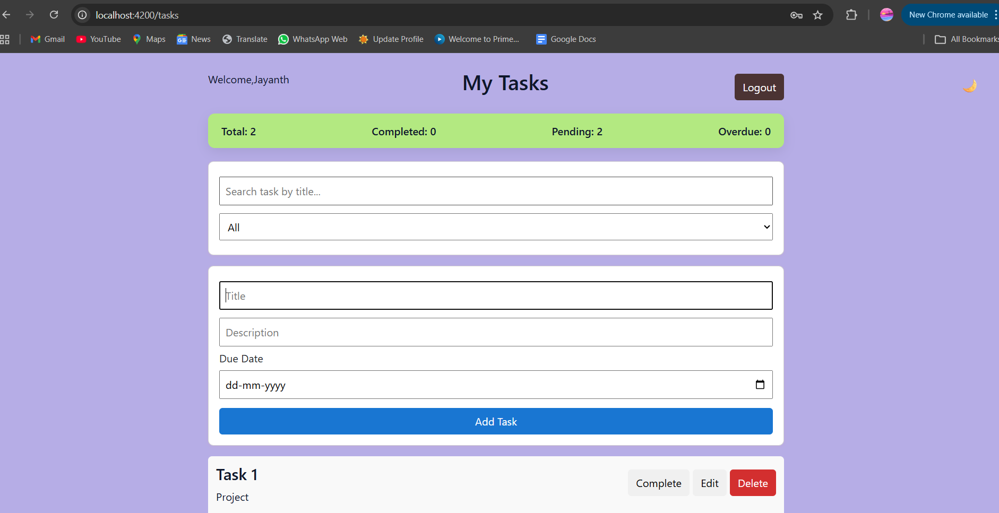 localhost:4200/tasks
New Chrome available
Gmail
YouTube
Maps
News
Translate
WhatsApp Web
Update Profile
Welcome to Prime...
Google Docs
All Bookmarks
Welcome,Jayanth
My Tasks
Logout
Total: 2
Completed: 0
Pending: 2
Overdue: 0
Search task by title...
All
Title
Description
Due Date
dd-mm-yyyy
Add Task
Task 1
Complete
Edit
Delete
Project